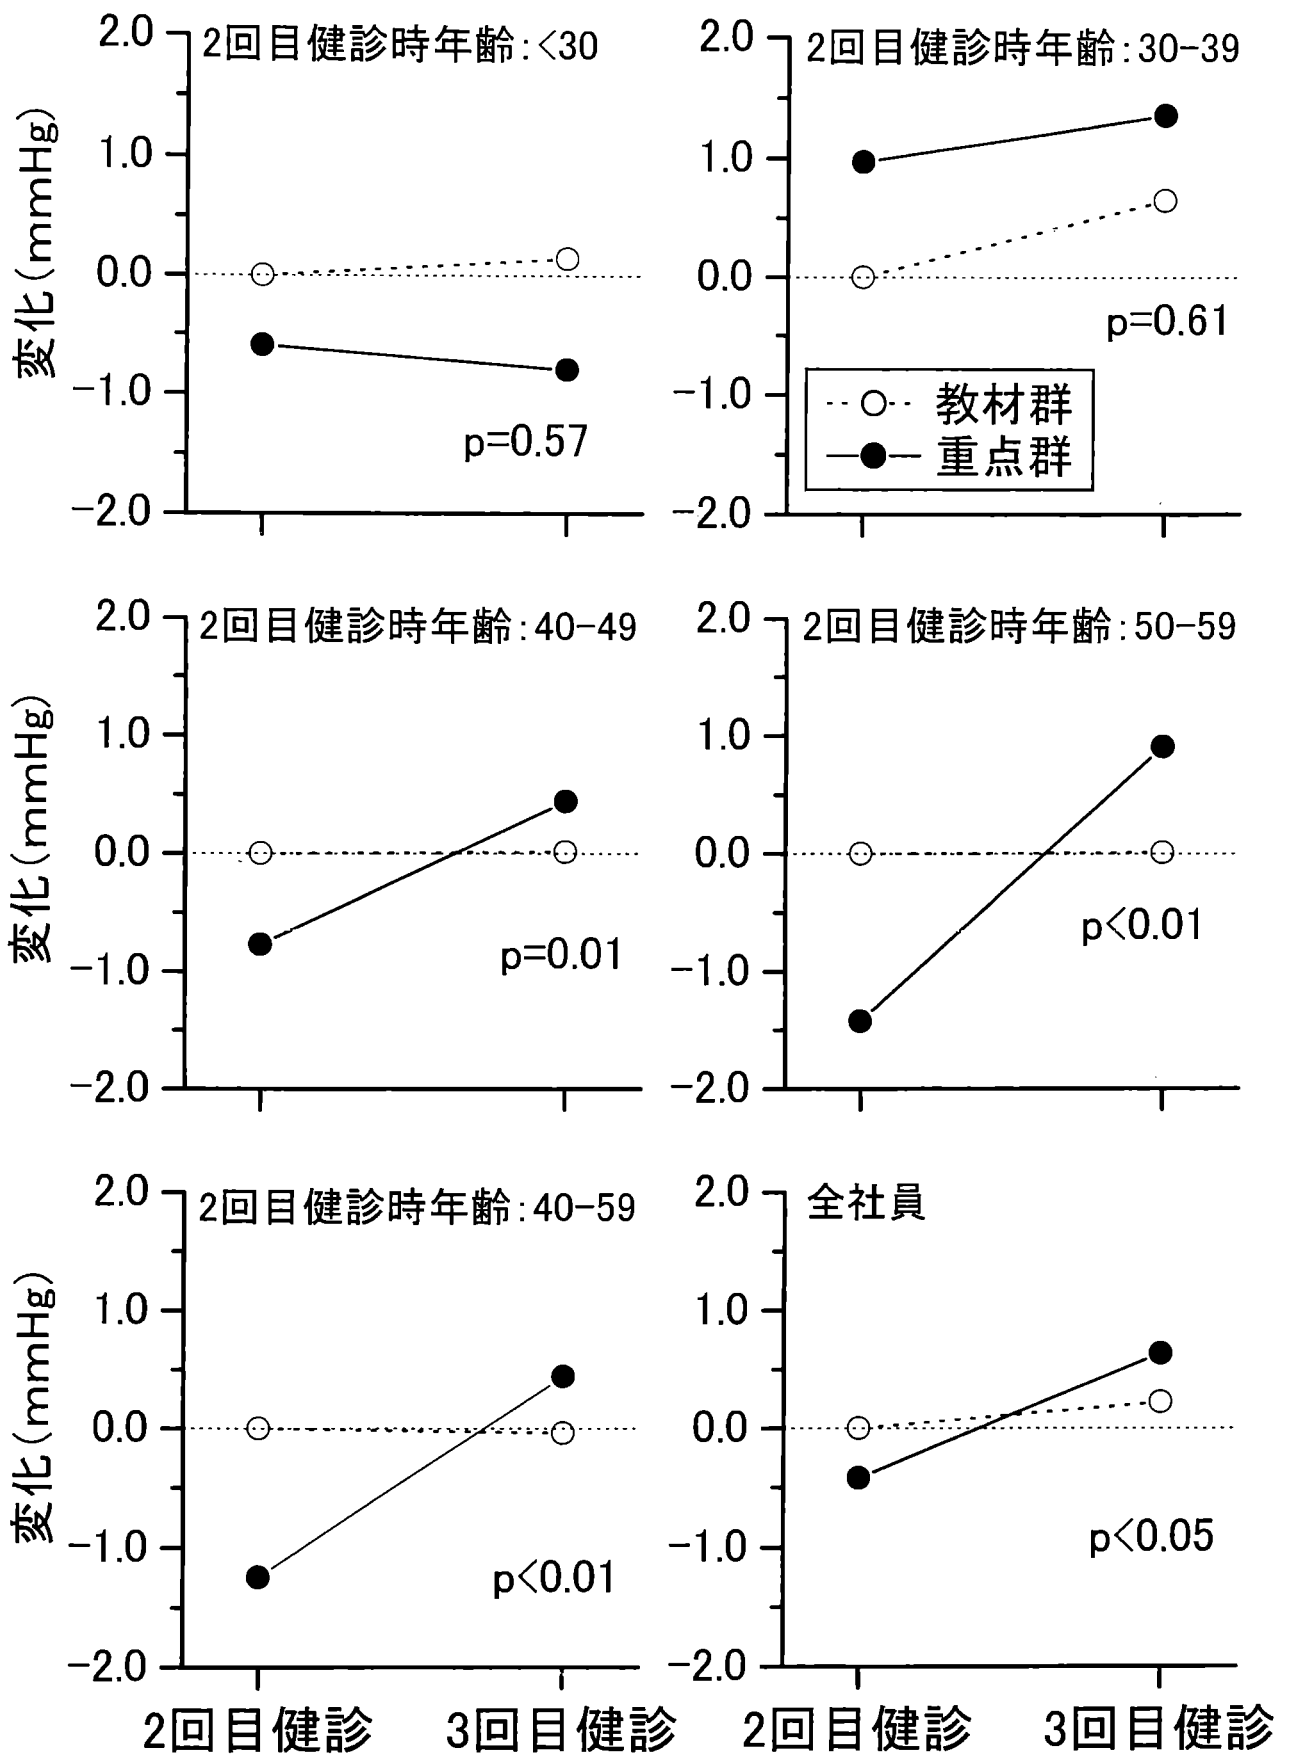 2回目健診時年齢:<30
変化(mmHg)
2.0
1.0
0.0
-1.0
-2.0
p=0.57
2回目健診時年齢:30-39
2.0
1.0
0.0
-1.0
-2.0
p=0.61
教材群
重点群
2回目健診時年齢:40-49
変化(mmHg)
2.0
1.0
0.0
-1.0
-2.0
p=0.01
2回目健診時年齢:50-59
2.0
1.0
0.0
-1.0
-2.0
p<0.01
2回目健診時年齢:40-59
変化(mmHg)
2.0
1.0
0.0
-1.0
-2.0
p<0.01
2回目健診 3回目健診
全社員
2.0
1.0
0.0
-1.0
-2.0
p<0.05
2回目健診 3回目健診